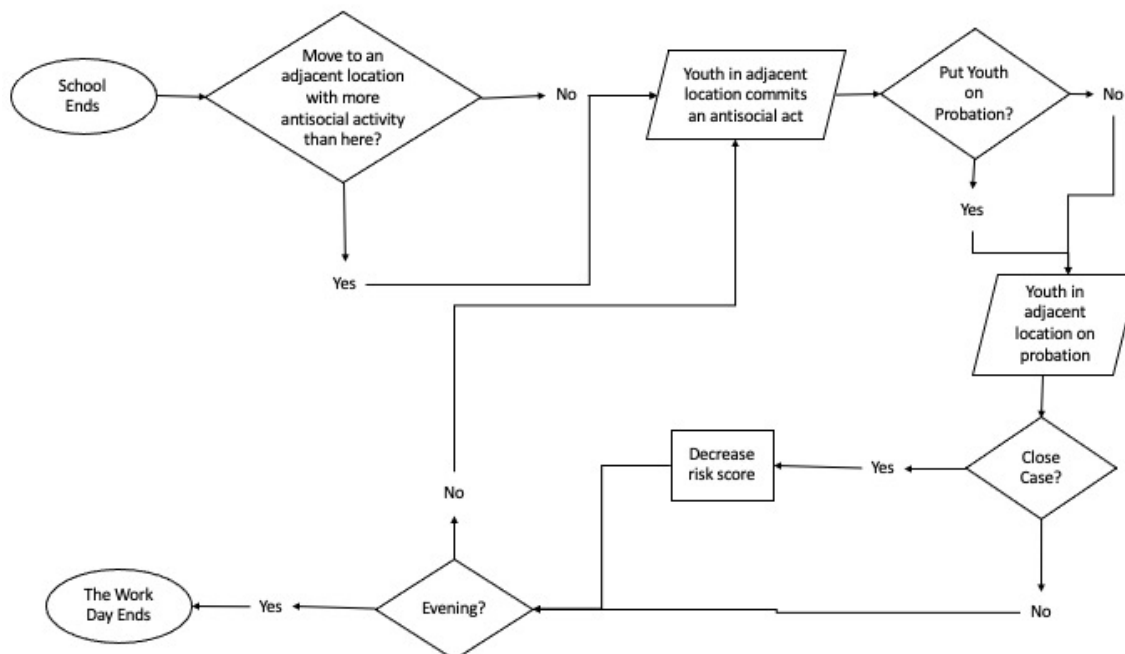 School
Ends
Move to an
adjacent location
with more
antisocial activity
than here?
No
Yes
Youth in adjacent
location commits
an antisocial act
Put Youth
on
Probation?
No
Yes
Youth in
adjacent
location on
probation
Close
Case?
Yes
Decrease
risk score
No
Evening?
No
Yes
The Work
Day Ends